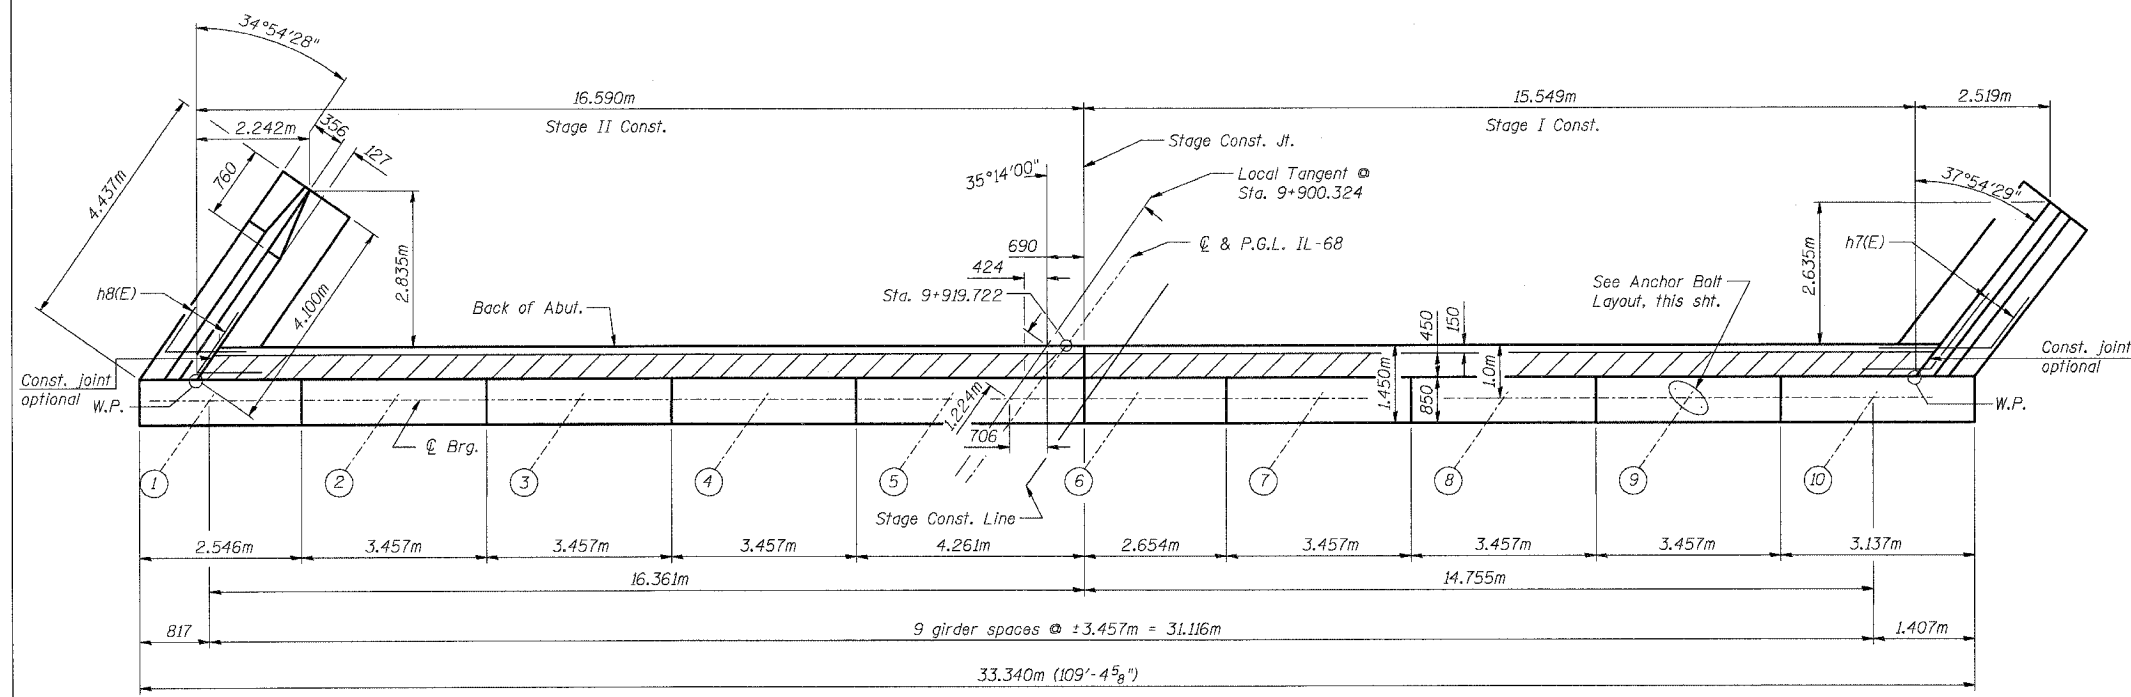 34°54'28"
16.590m
Stage II Const.
15.549m
Stage I Const.
2.519m
2.242m
356
127
760
4.437m
Stage Const. Jt.
35°14'00"
Local Tangent @
Sta. 9+900.324
37°54'29"
℄ & P.G.L. IL-68
690
424
2.835m
2.635m
h7(E)
h8(E)
4.100m
Sta. 9+919.722
Back of Abut.
See Anchor Bolt
Layout, this sht.
450
150
1.0m
1.450m
850
Const. joint
optional
W.P.
Const. joint
optional
W.P.
℄ Brg.
1.224m
706
1
2
3
4
5
6
7
8
9
10
Stage Const. Line
2.546m
3.457m
3.457m
3.457m
4.261m
2.654m
3.457m
3.457m
3.457m
3.137m
16.361m
14.755m
817
9 girder spaces @ ±3.457m = 31.116m
1.407m
33.340m (109'-4 5/8")